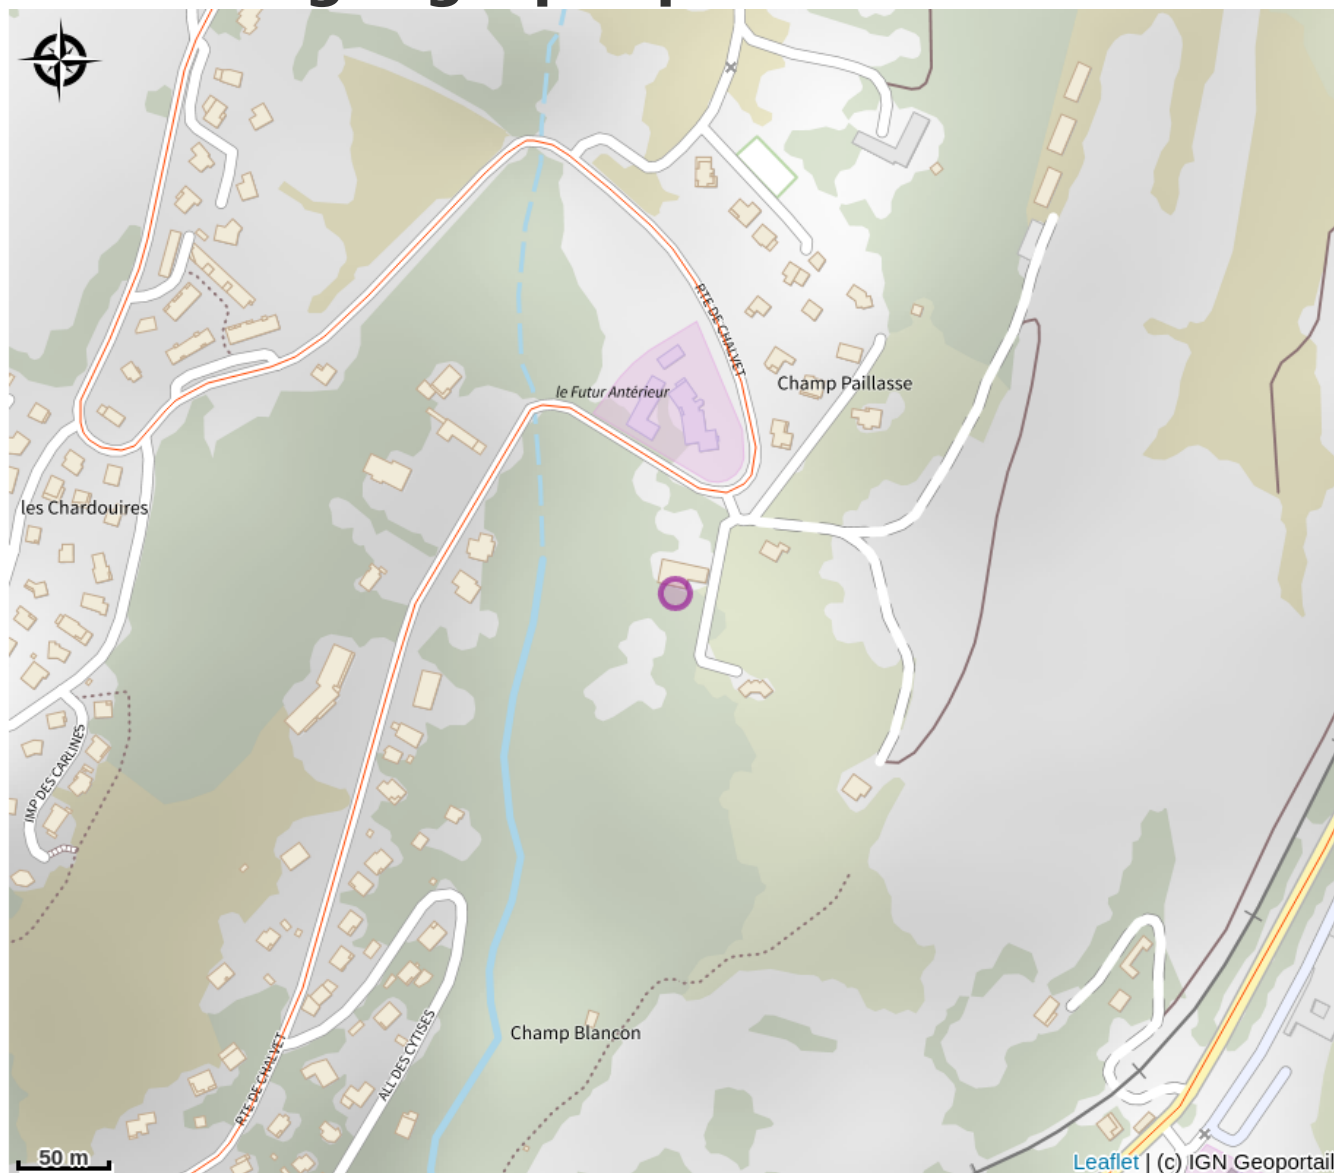 RTE DE CHALVET
le Futur Antérieur
Champ Paillasse
les Chardouires
IMP DES CARLINES
Champ Blancon
ALL DES CYTISES
RTE DE CHALVET
50 m
Leaflet | (c) IGN Geoportail